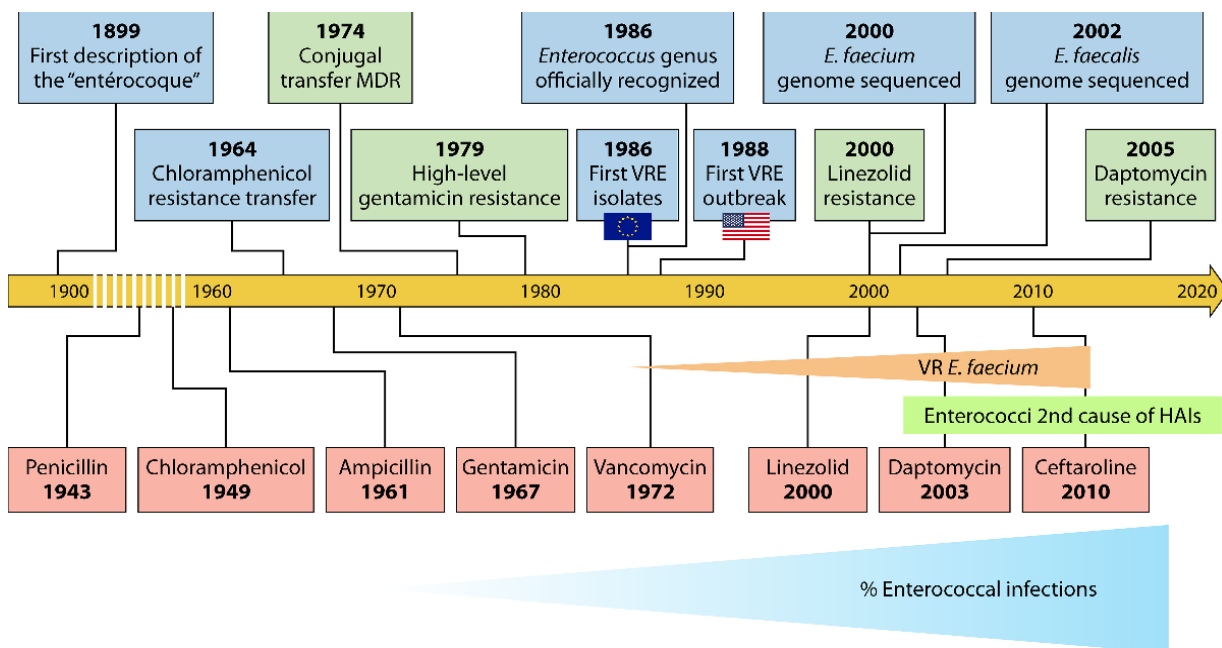 1899
First description of
the “entérocoque”
1974
Conjugal
transfer MDR
1986
Enterococcus genus
officially recognized
2000
E. faecium
genome sequenced
2002
E. faecalis
genome sequenced
1964
Chloramphenicol
resistance transfer
1979
High-level
gentamicin resistance
1986
First VRE
isolates
1988
First VRE
outbreak
2000
Linezolid
resistance
2005
Daptomycin
resistance
1900 1960 1970 1980 1990 2000 2010 2020
VR E. faecium
Enterococci 2nd cause of HAIs
Penicillin
1943
Chloramphenicol
1949
Ampicillin
1961
Gentamicin
1967
Vancomycin
1972
Linezolid
2000
Daptomycin
2003
Ceftaroline
2010
% Enterococcal infections